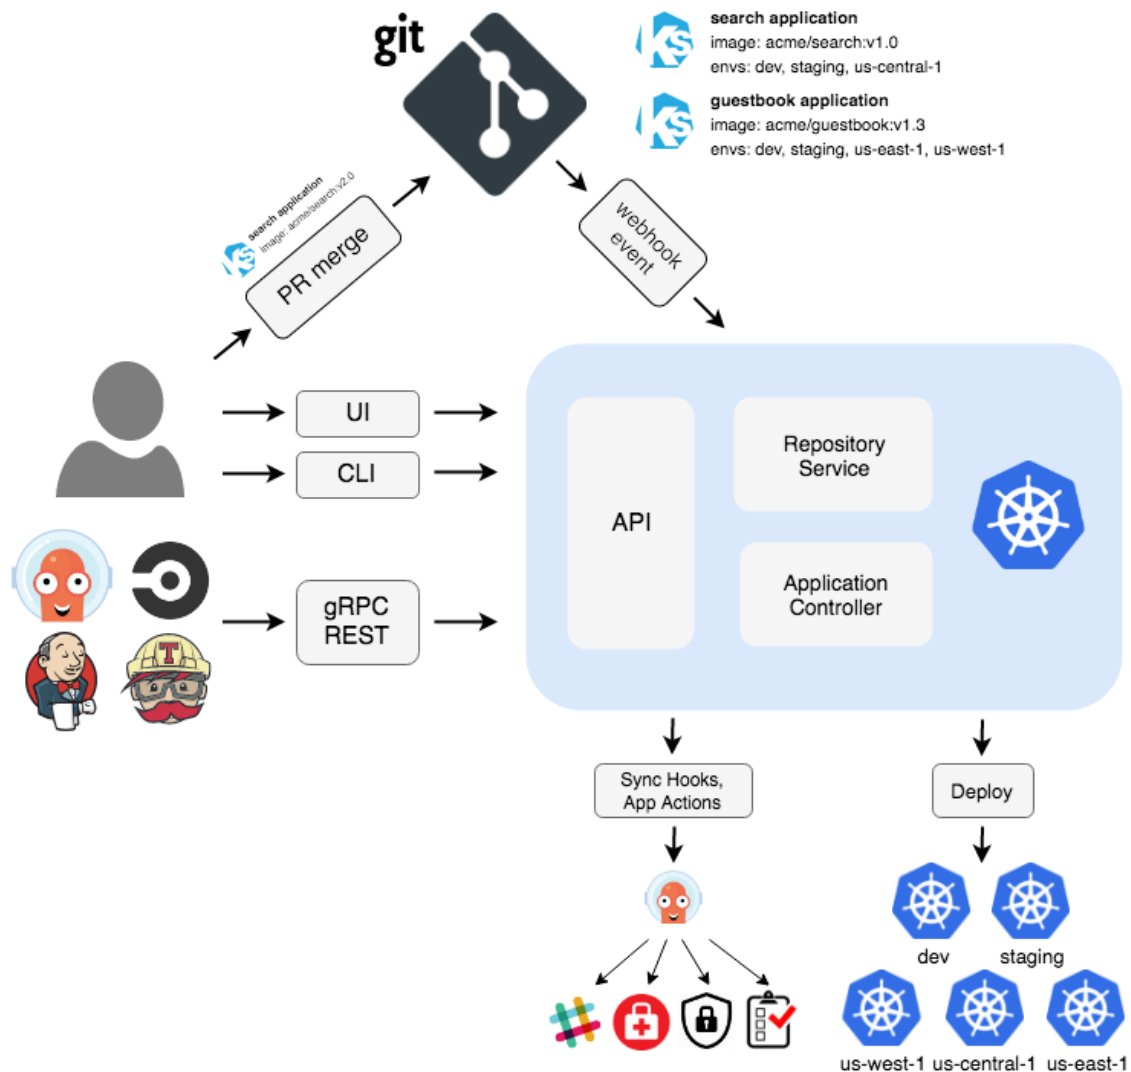 git
search application
image: acme/search:v1.0
envs: dev, staging, us-central-1
guestbook application
image: acme/guestbook:v1.3
envs: dev, staging, us-east-1, us-west-1
Ks
Ks
search application
image: acme/search:v2.0
Ks
PR merge
webhook
event
UI
CLI
gRPC
REST
T
API
Repository
Service
Application
Controller
Sync Hooks,
App Actions
Deploy
dev
staging
us-west-1
us-central-1
us-east-1